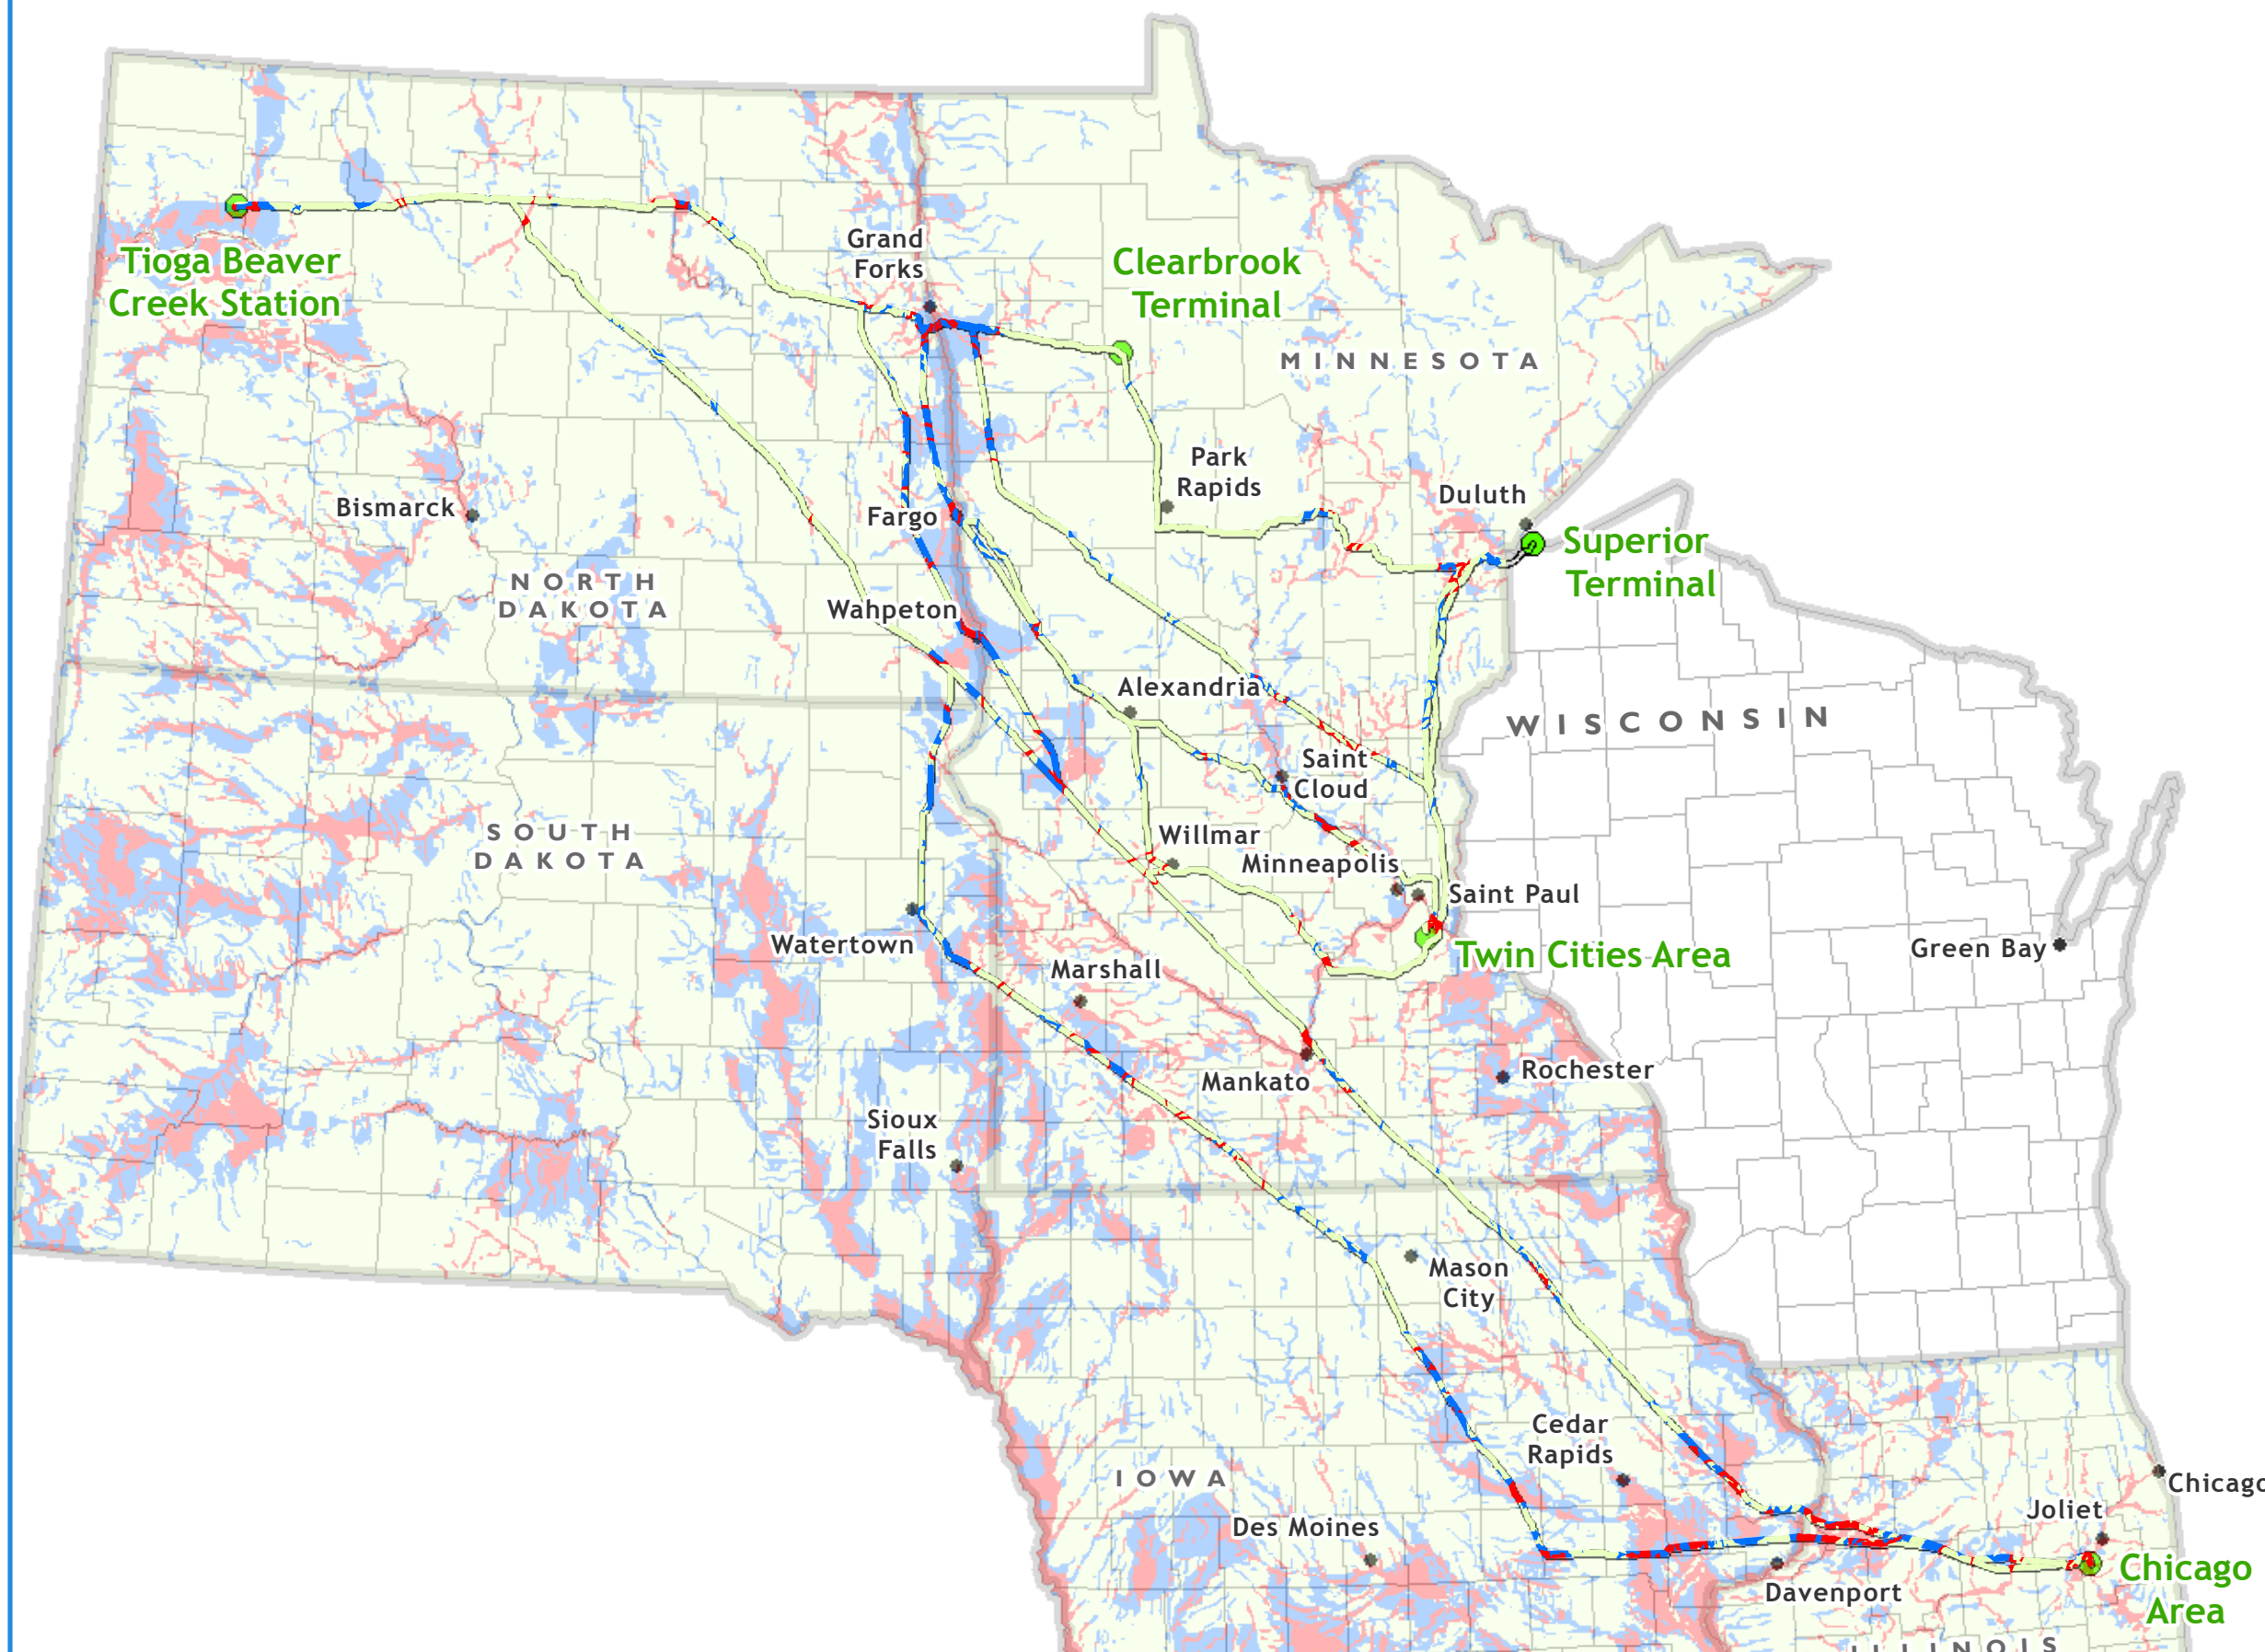 Tioga Beaver
Creek Station
Grand
Forks
Clearbrook
Terminal
MINNESOTA
Park
Rapids
Duluth
Superior
Terminal
Bismarck
Fargo
NORTH
DAKOTA
Wahpeton
Alexandria
WISCONSIN
Saint
Cloud
SOUTH
DAKOTA
Willmar
Minneapolis
Saint Paul
Watertown
Twin Cities Area
Green Bay
Marshall
Mankato
Rochester
Sioux
Falls
Mason
City
Cedar
Rapids
IOWA
Chicago
Joliet
Des Moines
Davenport
Chicago
Area
ILLINOIS